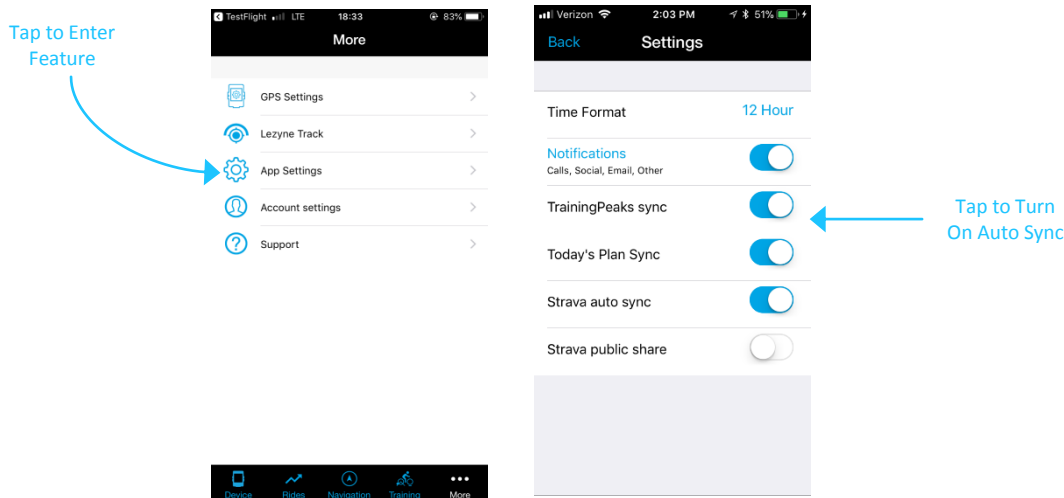 Tap to Enter
Feature
TestFlight LTE 18:33 83%
More
GPS Settings
Lezyne Track
App Settings
Account settings
Support
Device Rides Navigation Training More
Verizon 2:03 PM 51%
Back Settings
Time Format 12 Hour
Notifications
Calls, Social, Email, Other
TrainingPeaks sync
Today's Plan Sync
Strava auto sync
Strava public share
Tap to Turn
On Auto Sync